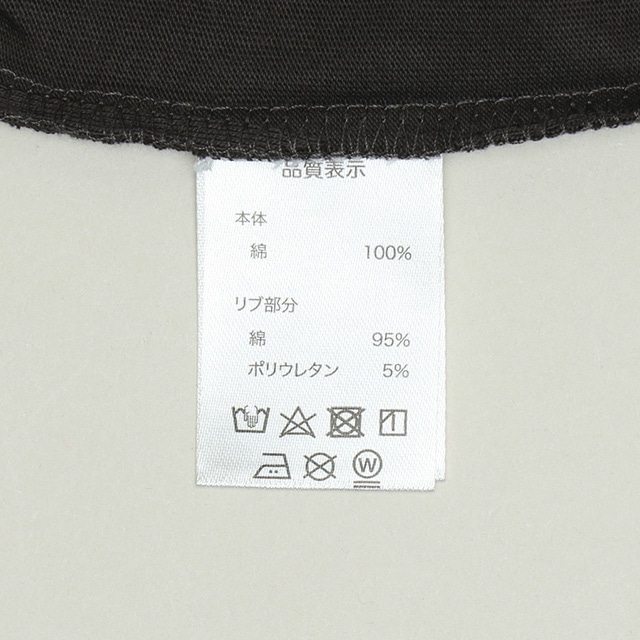 品質表示
本体
綿 100%
リブ部分
綿 95%
ポリウレタン 5%
W